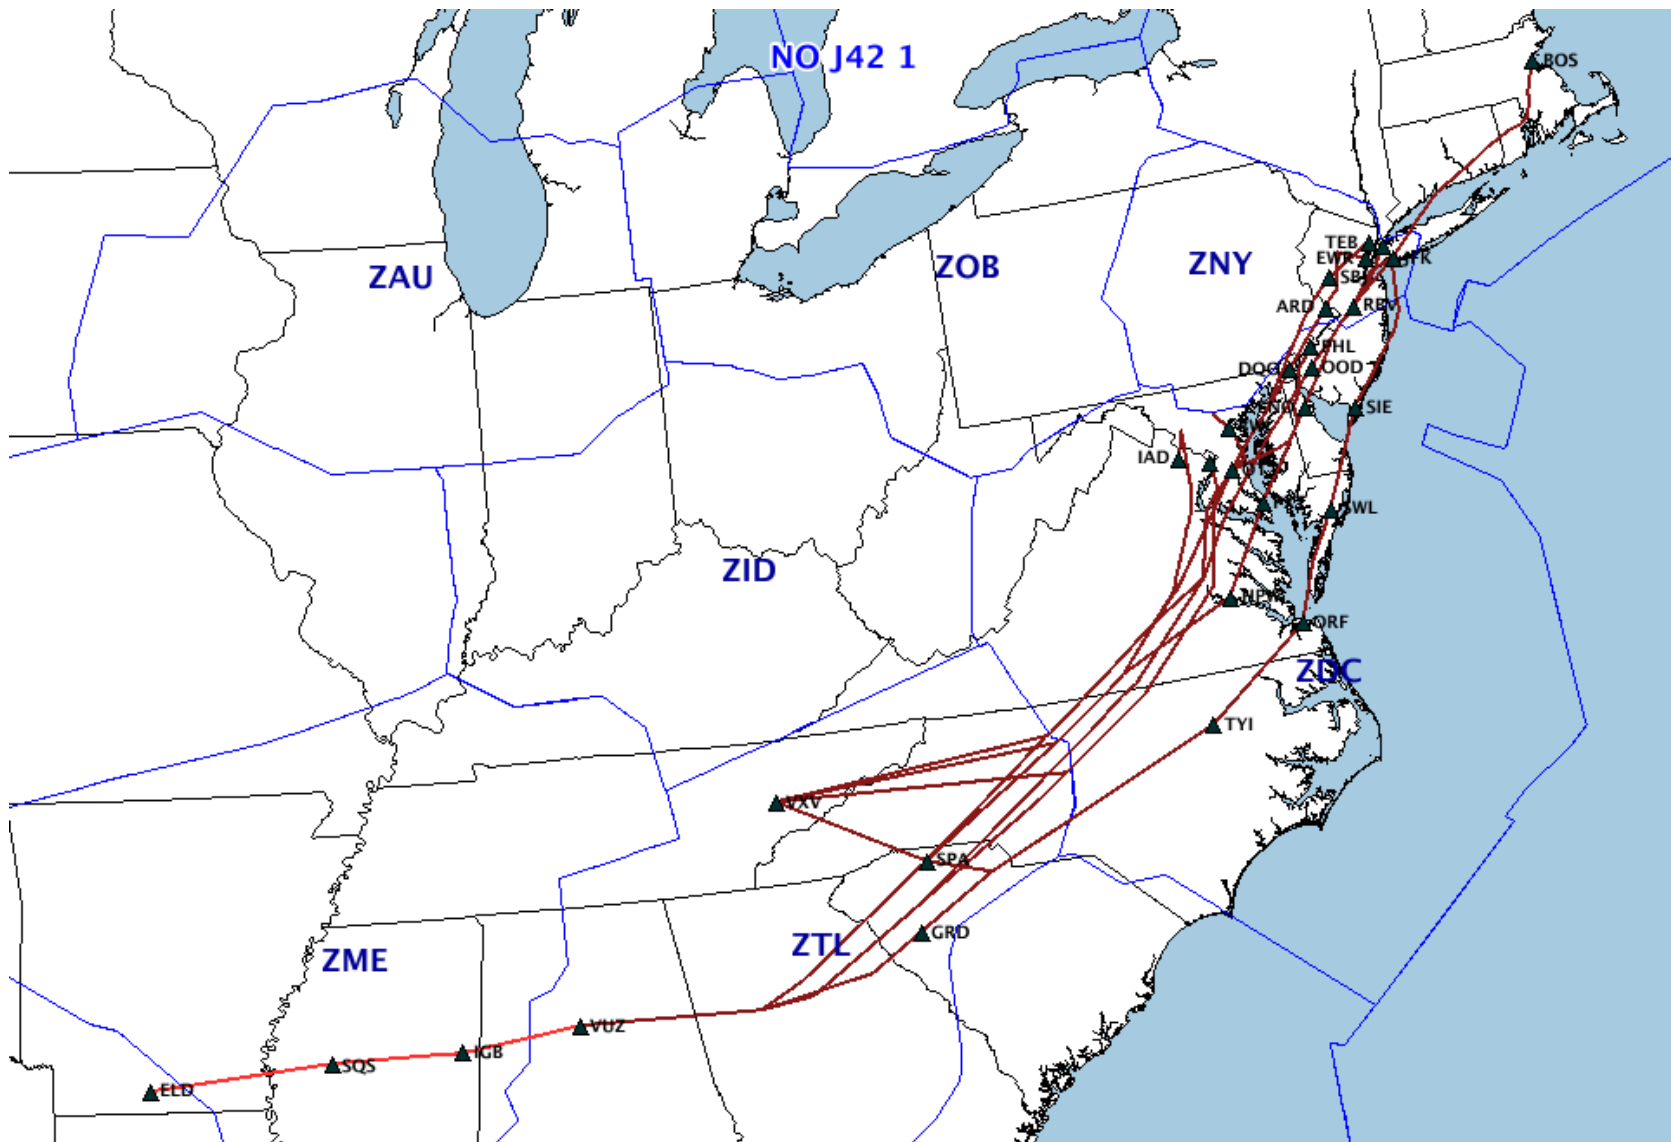 NO J42 1
BOS
TEB
EWR
JFK
ZAU
ZOB
ZNY
ARD
PHL
DQO
OOD
SIE
IAD
SWL
ZID
ORF
ZDC
TYI
VXV
SPA
GRD
ZTL
ZME
VUZ
IGB
SQS
ELD